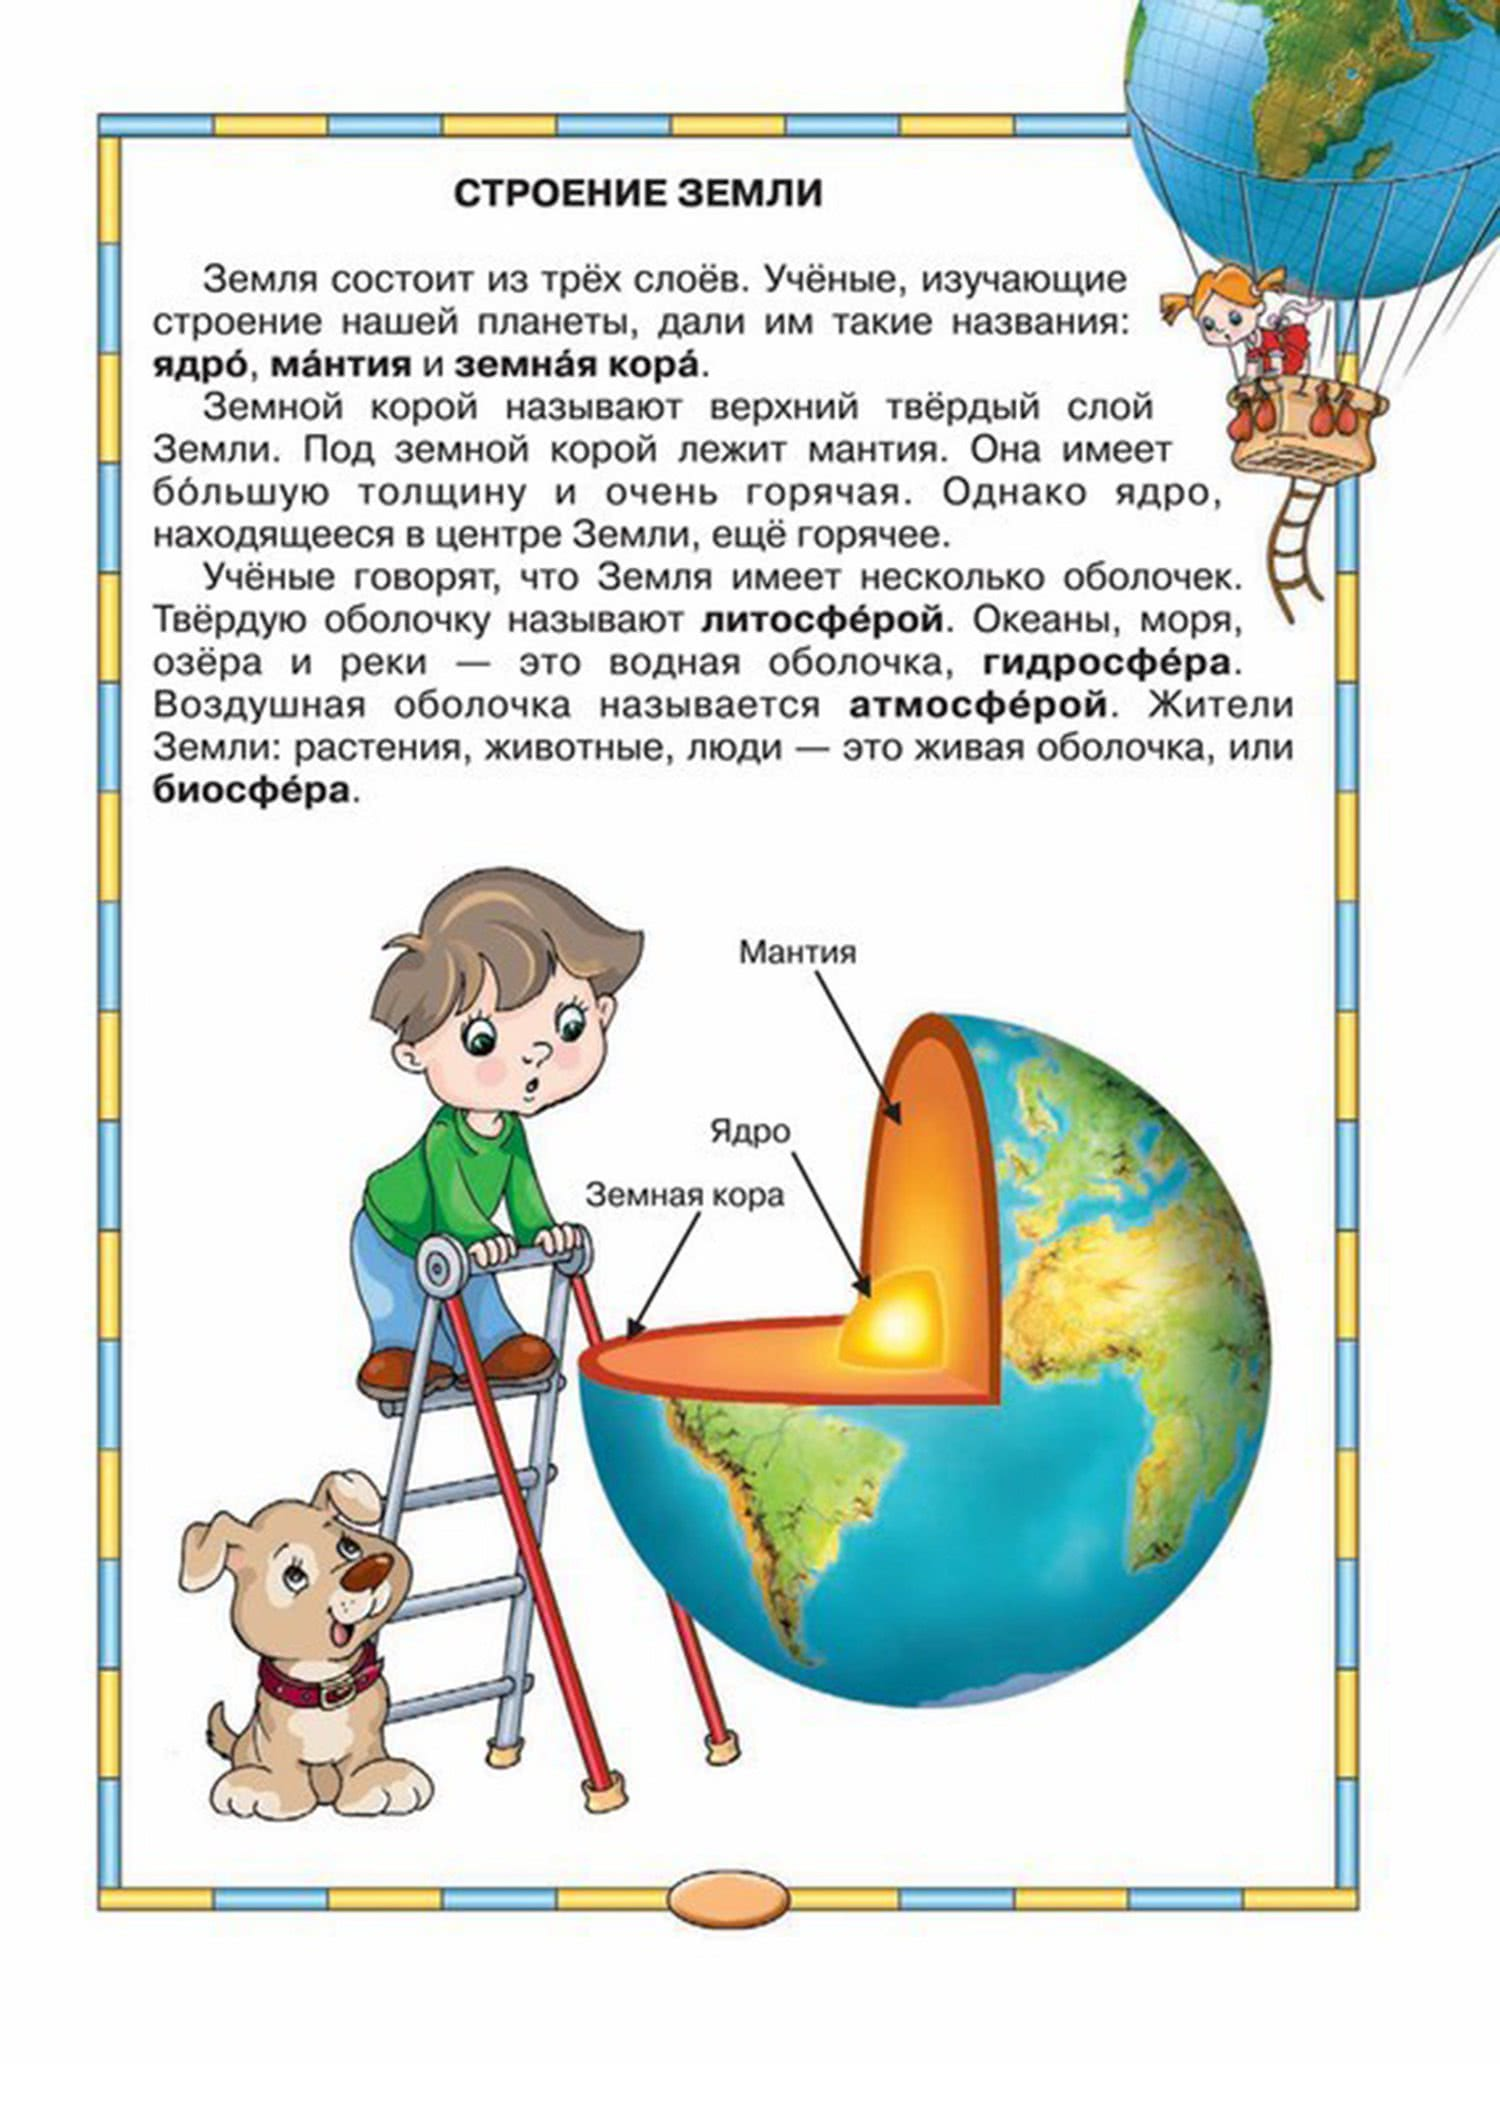 СТРОЕНИЕ ЗЕМЛИ
Земля состоит из трёх слоёв. Учёные, изучающие
строение нашей планеты, дали им такие названия:
ядро́, ма́нтия и земна́я кора́.
Земной корой называют верхний твёрдый слой
Земли. Под земной корой лежит мантия. Она имеет
бо́льшую толщину и очень горячая. Однако ядро,
находящееся в центре Земли, ещё горячее.
Учёные говорят, что Земля имеет несколько оболочек.
Твёрдую оболочку называют литосфе́рой. Океаны, моря,
озёра и реки — это водная оболочка, гидросфе́ра.
Воздушная оболочка называется атмосфе́рой. Жители
Земли: растения, животные, люди — это живая оболочка, или
биосфе́ра.
Мантия
Ядро
Земная кора